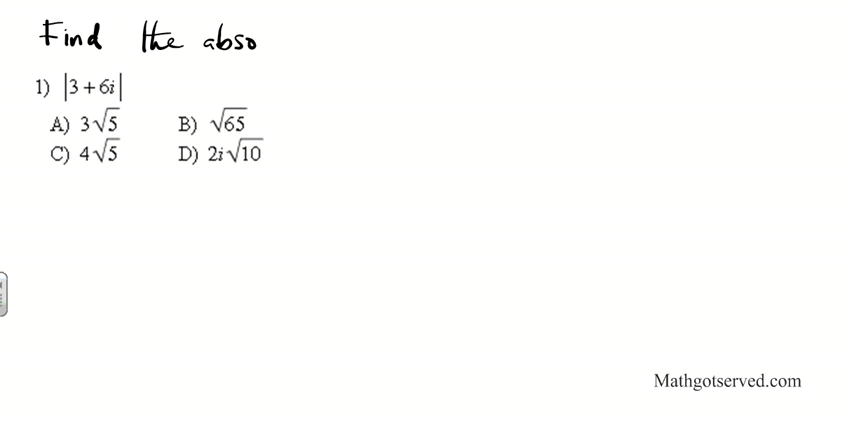 Find the abso
1) |3 + 6i|
A) 3√5 B) √65
C) 4√5 D) 2i√10
Mathgotserved.com